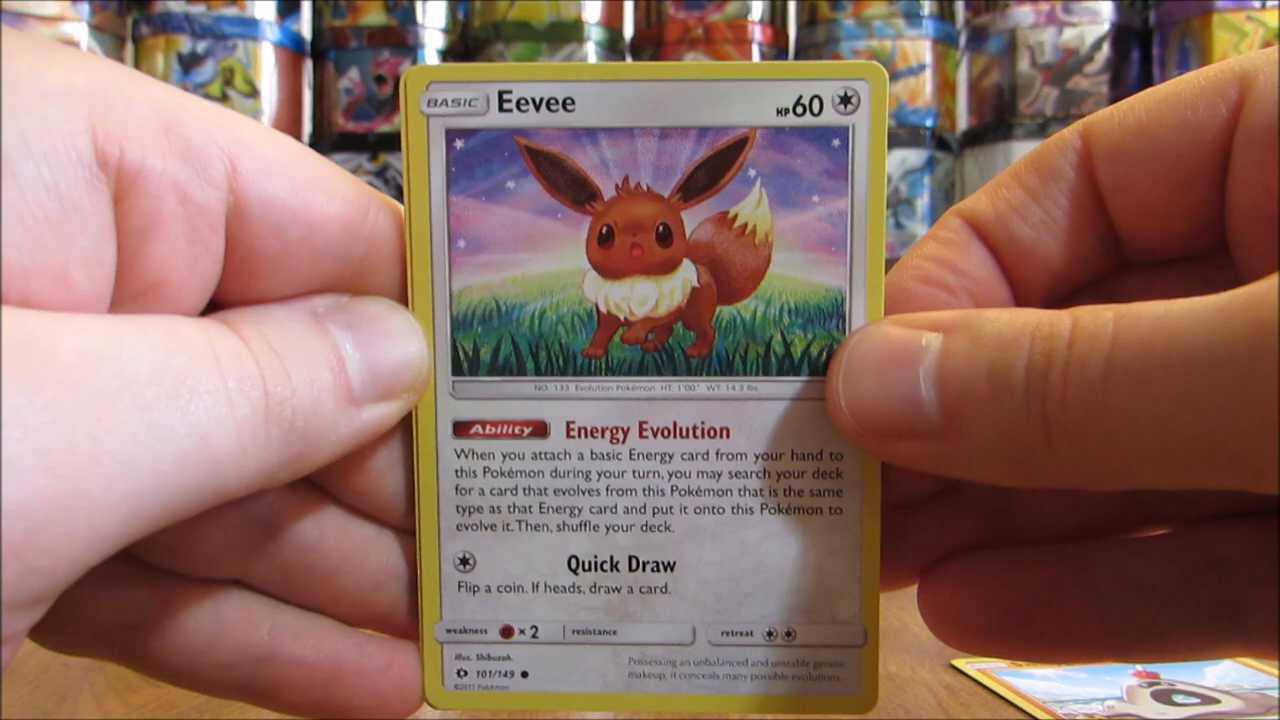 BASIC Eevee HP 60
NO. 133 Evolution Pokémon HT: 1'00" WT: 14.3 lbs.
Ability Energy Evolution
When you attach a basic Energy card from your hand to
this Pokémon during your turn, you may search your deck
for a card that evolves from this Pokémon that is the same
type as that Energy card and put it onto this Pokémon to
evolve it. Then, shuffle your deck.
Quick Draw
Flip a coin. If heads, draw a card.
weakness × 2 resistance retreat
illus. Shibuzoh.
101/149
©2017 Pokémon
Possessing an unbalanced and unstable genetic
makeup, it conceals many possible evolutions.